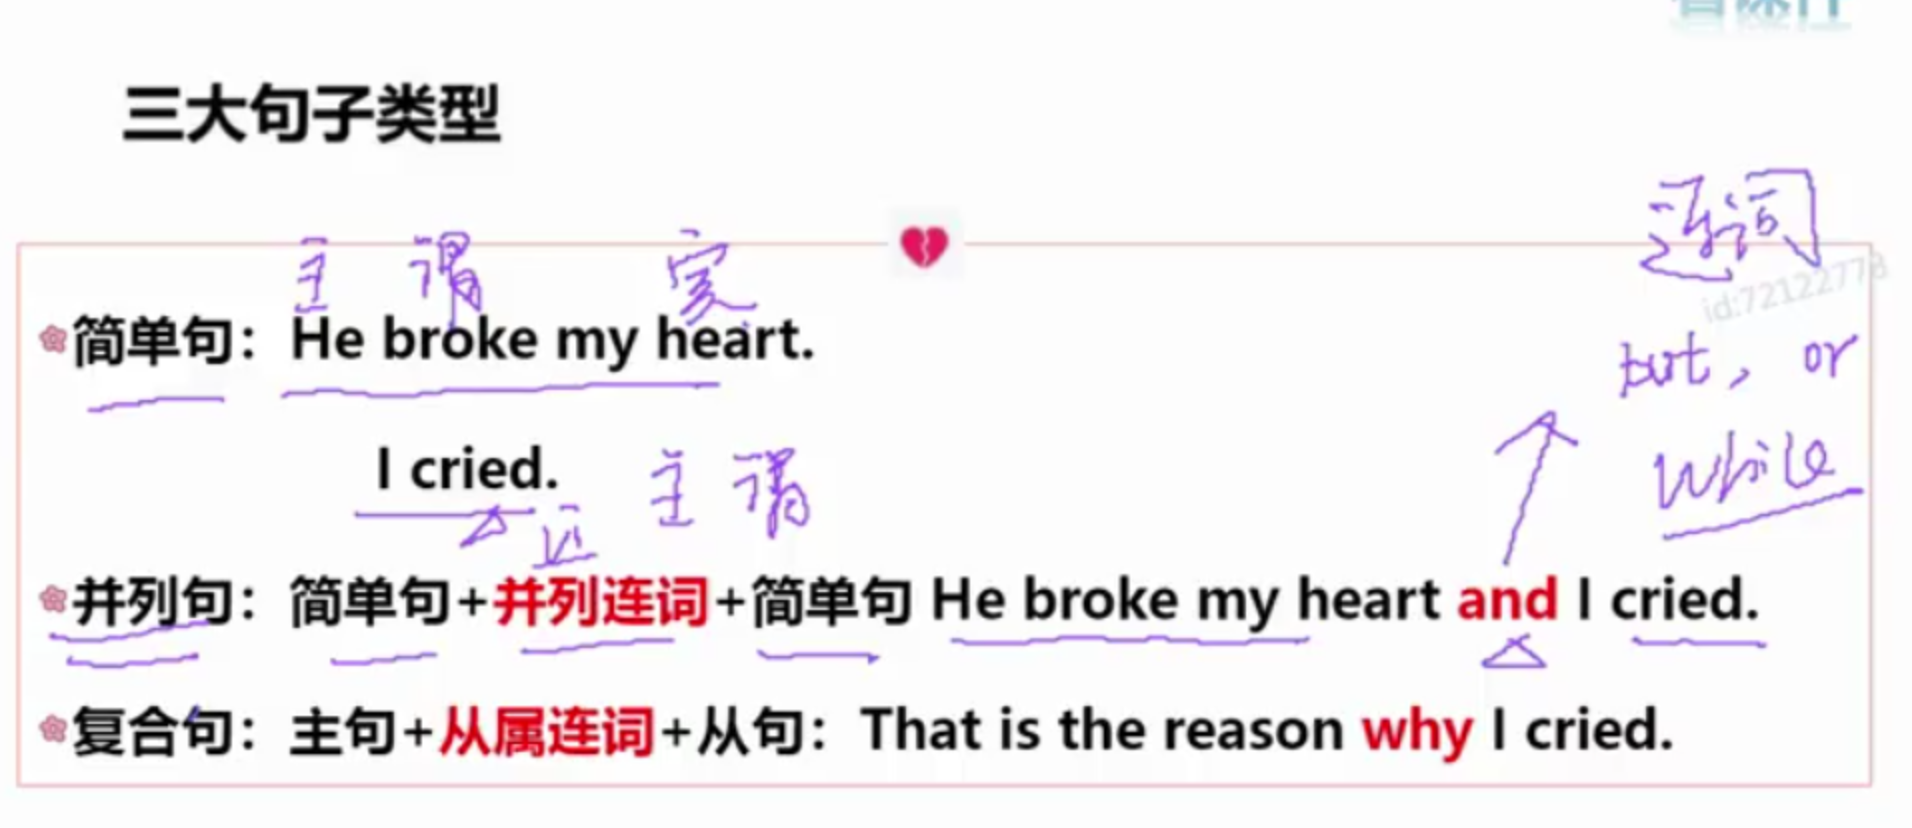 三大句子类型
连词
主 谓 宾
id:72122778
简单句：He broke my heart.
but, or
I cried. 主 谓
while
并列句：简单句+并列连词+简单句 He broke my heart and I cried.
复合句：主句+从属连词+从句：That is the reason why I cried.